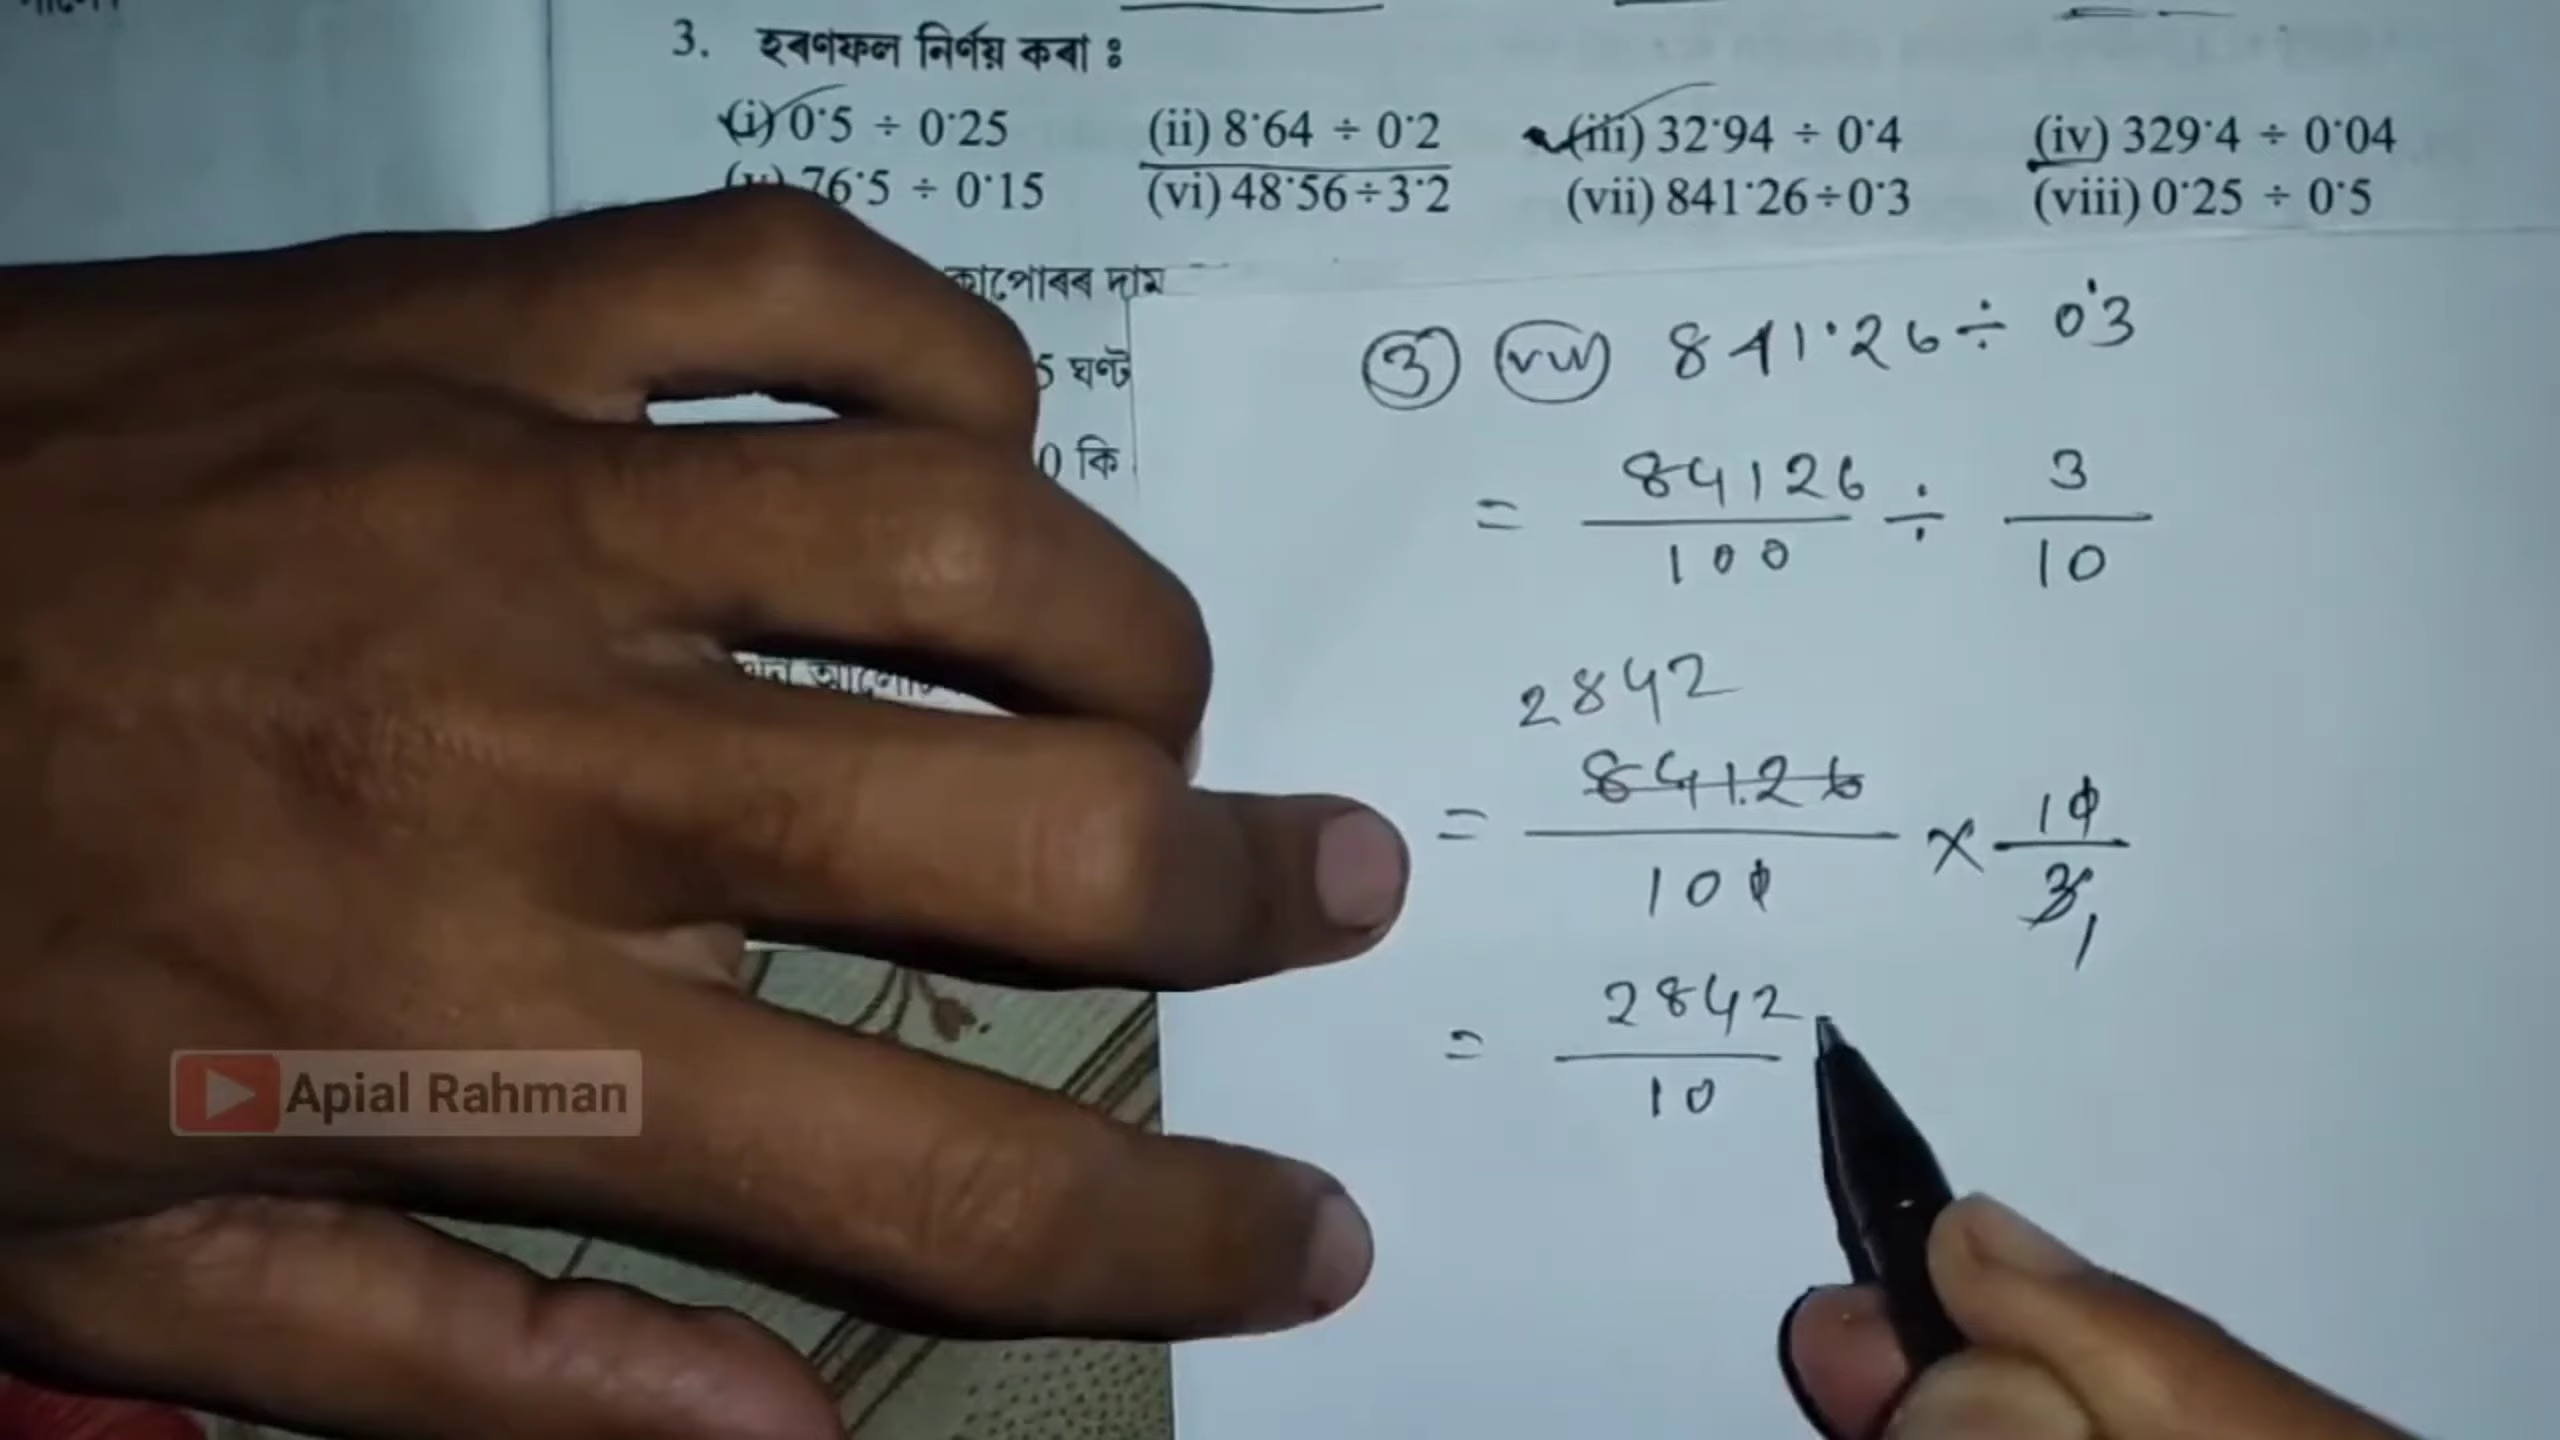 3. হৰণফল নিৰ্ণয় কৰা ঃ
(i) 0·5 ÷ 0·25 (ii) 8·64 ÷ 0·2 (iii) 32·94 ÷ 0·4 (iv) 329·4 ÷ 0·04
(v) 76·5 ÷ 0·15 (vi) 48·56÷3·2 (vii) 841·26÷0·3 (viii) 0·25 ÷ 0·5
কাপোৰৰ দাম
5 ঘণ্ট
0 কি
3 vii 841·26 ÷ 0·3
= 84126/100 ÷ 3/10
2842
= 84126/100 × 10/3
1
= 2842/10
Apial Rahman